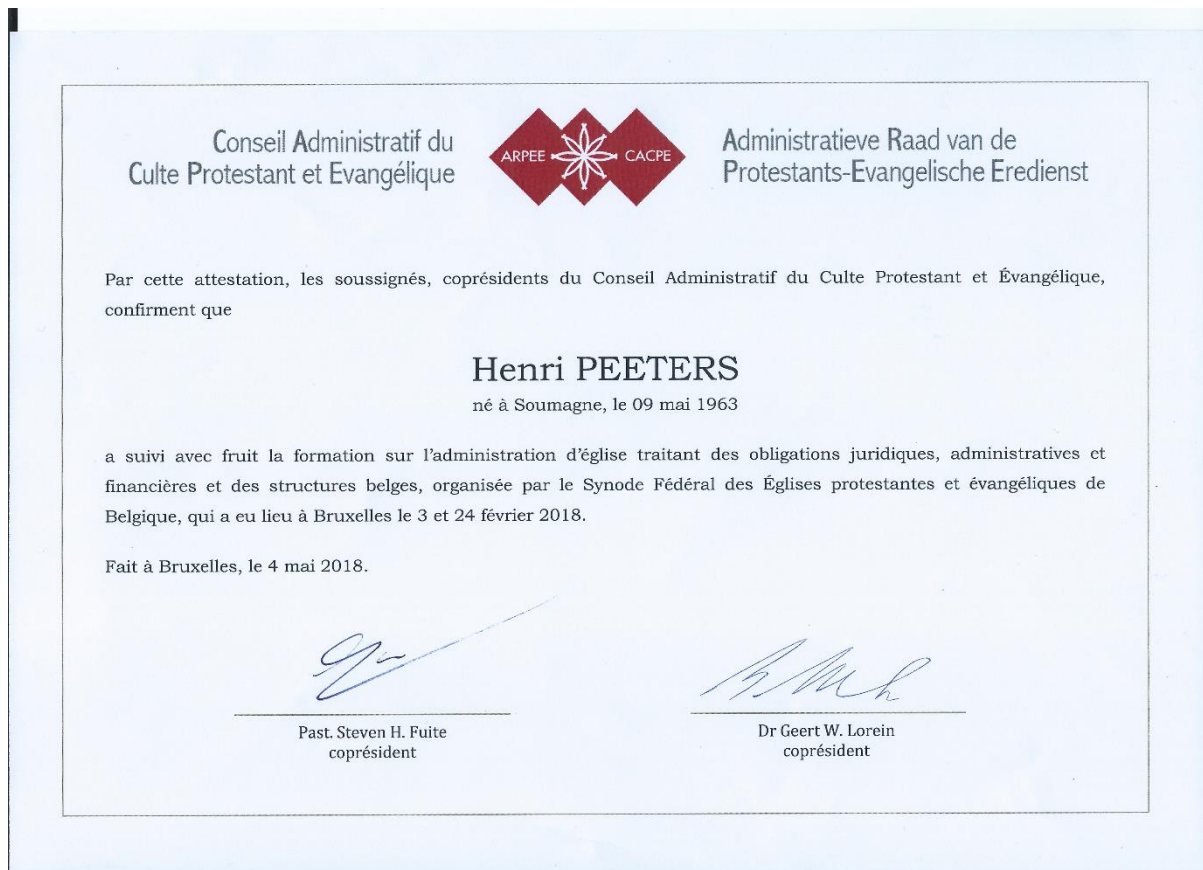 Conseil Administratif du
Culte Protestant et Evangélique
ARPEE CACPE
Administratieve Raad van de
Protestants-Evangelische Eredienst
Par cette attestation, les soussignés, coprésidents du Conseil Administratif du Culte Protestant et Évangélique,
confirment que
Henri PEETERS
né à Soumagne, le 09 mai 1963
a suivi avec fruit la formation sur l’administration d’église traitant des obligations juridiques, administratives et
financières et des structures belges, organisée par le Synode Fédéral des Églises protestantes et évangéliques de
Belgique, qui a eu lieu à Bruxelles le 3 et 24 février 2018.
Fait à Bruxelles, le 4 mai 2018.
Past. Steven H. Fuite
coprésident
Dr Geert W. Lorein
coprésident